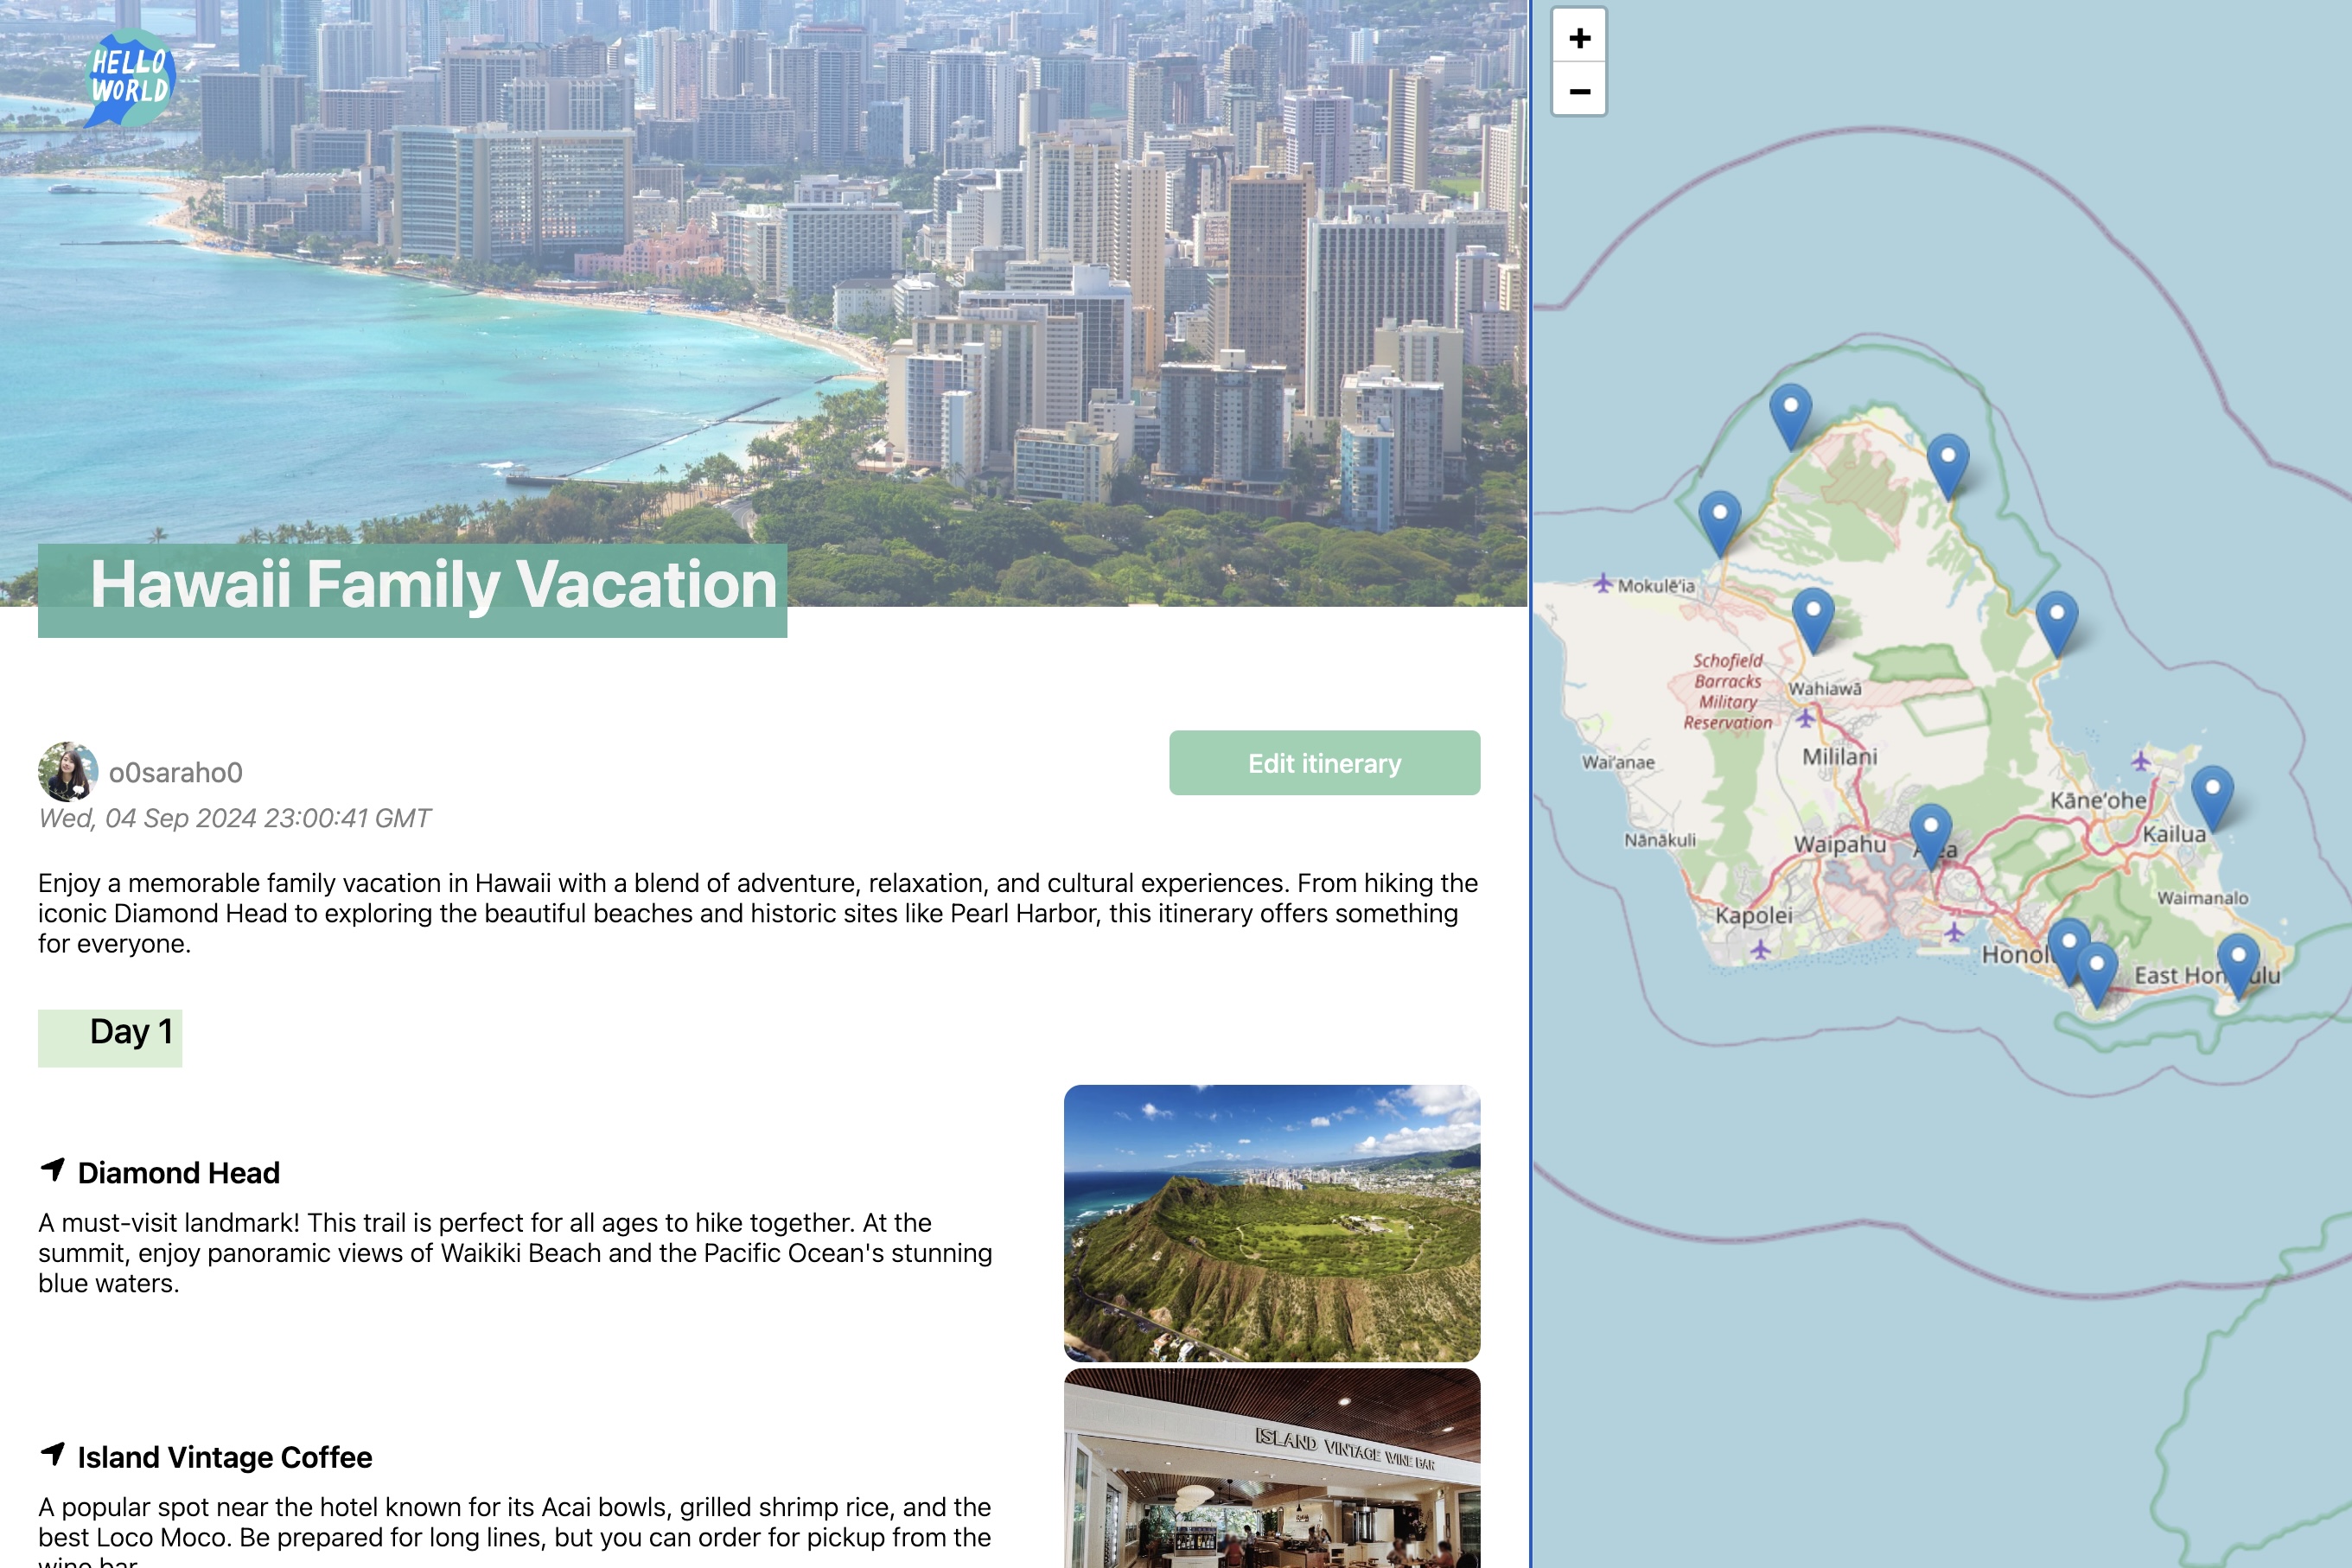 HELLO
WORLD
Hawaii Family Vacation
o0saraho0
Edit itinerary
Wed, 04 Sep 2024 23:00:41 GMT
Enjoy a memorable family vacation in Hawaii with a blend of adventure, relaxation, and cultural experiences. From hiking the
iconic Diamond Head to exploring the beautiful beaches and historic sites like Pearl Harbor, this itinerary offers something
for everyone.
Day 1
Diamond Head
A must-visit landmark! This trail is perfect for all ages to hike together. At the
summit, enjoy panoramic views of Waikiki Beach and the Pacific Ocean's stunning
blue waters.
Island Vintage Coffee
A popular spot near the hotel known for its Acai bowls, grilled shrimp rice, and the
best Loco Moco. Be prepared for long lines, but you can order for pickup from the
wine bar.
ISLAND VINTAGE WINE BAR
+
−
Mokulēʻia
Schofield
Barracks
Military
Reservation
Wahiawā
Mililani
Waiʻanae
Kāneʻohe
Nānākuli
Waipahu
Kailua
Waimanalo
Kapolei
Honol
East Hon ulu